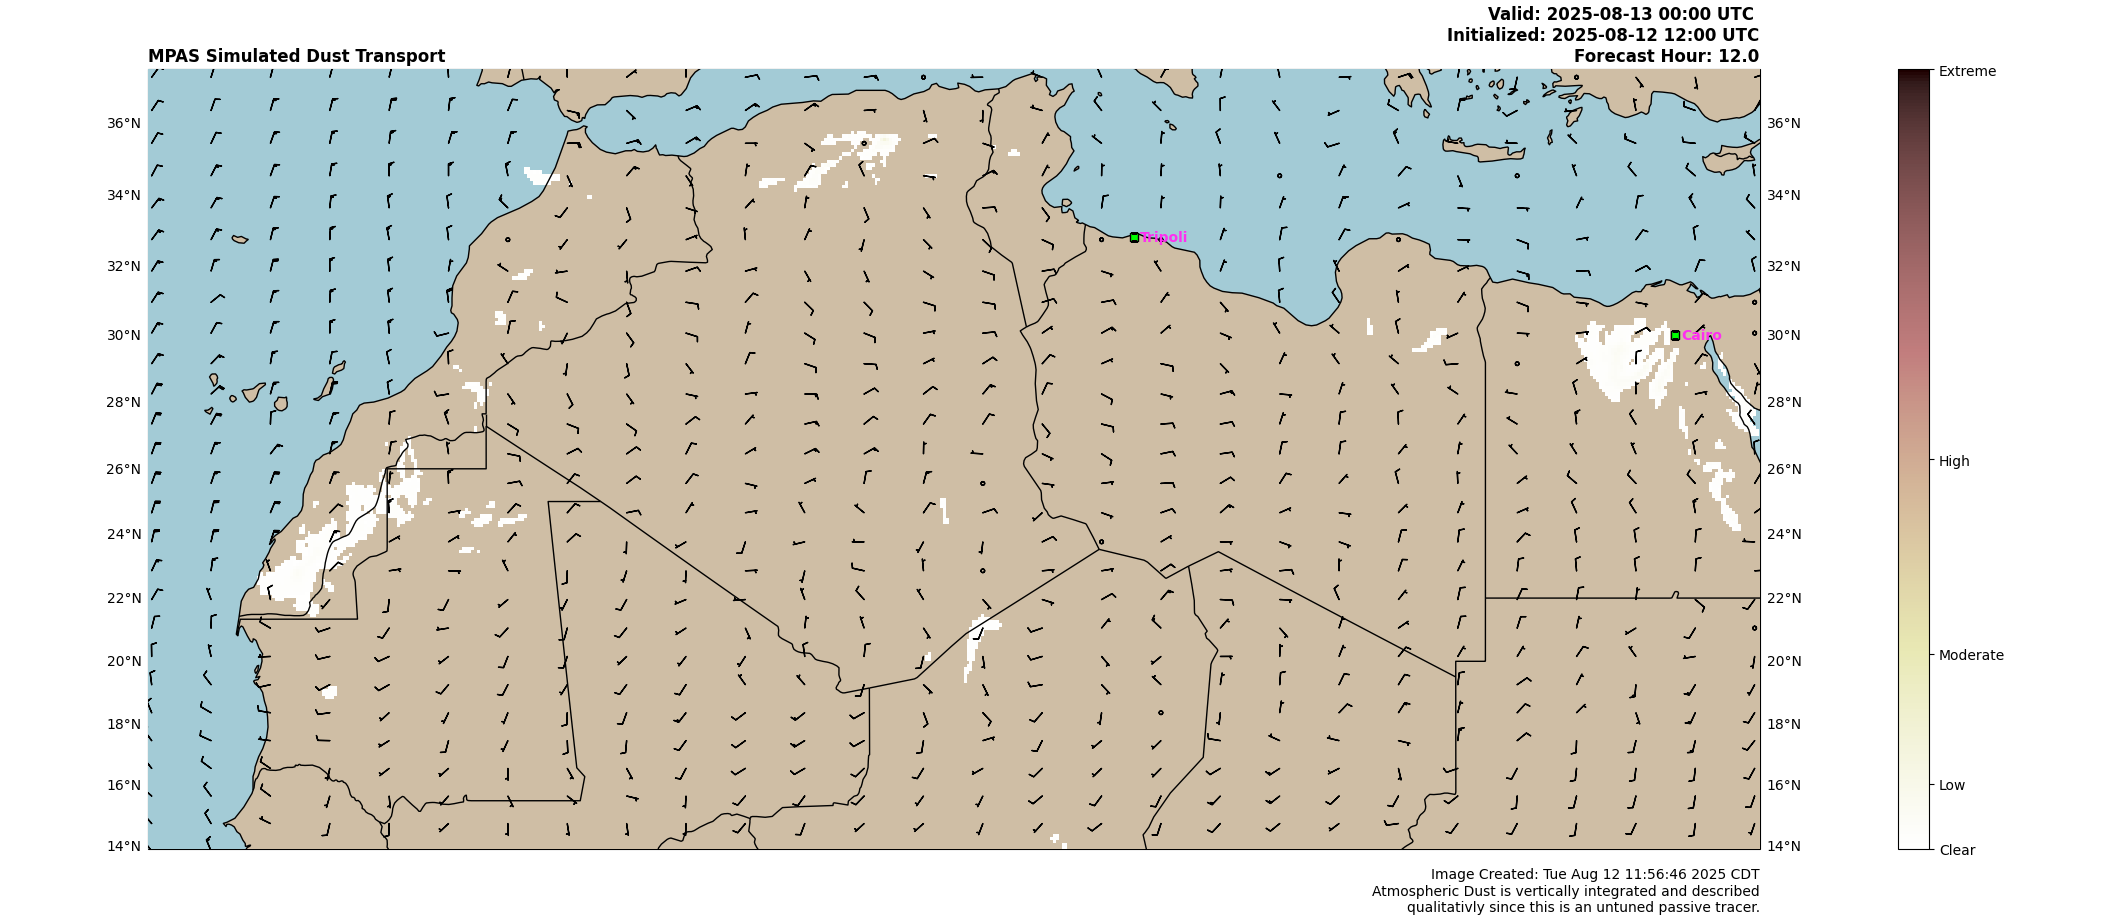 Valid: 2025-08-13 00:00 UTC
Initialized: 2025-08-12 12:00 UTC
MPAS Simulated Dust Transport
Forecast Hour: 12.0
Extreme
36°N
36°N
34°N
34°N
Tripoli
32°N
32°N
30°N
Cairo
30°N
28°N
28°N
26°N
26°N
High
24°N
24°N
22°N
22°N
20°N
20°N
Moderate
18°N
18°N
16°N
16°N
Low
14°N
14°N
Clear
Image Created: Tue Aug 12 11:56:46 2025 CDT
Atmospheric Dust is vertically integrated and described
qualitativly since this is an untuned passive tracer.